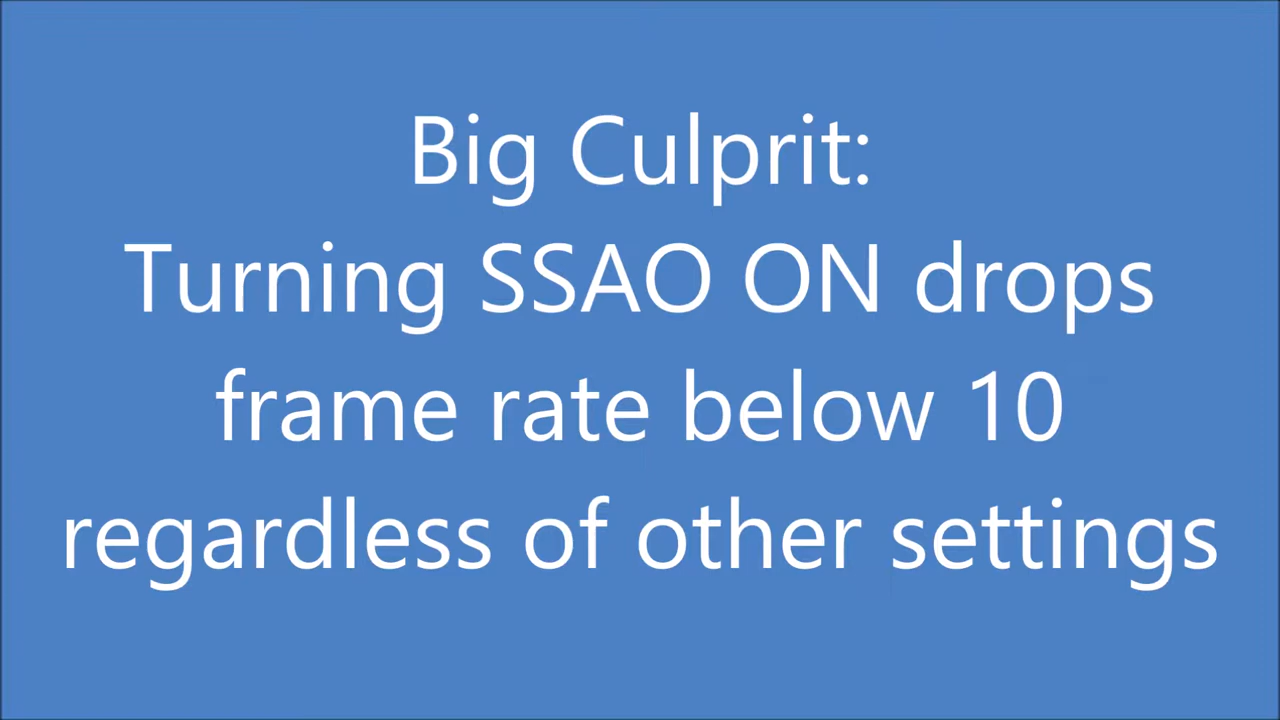 Big Culprit:
Turning SSAO ON drops
frame rate below 10
regardless of other settings